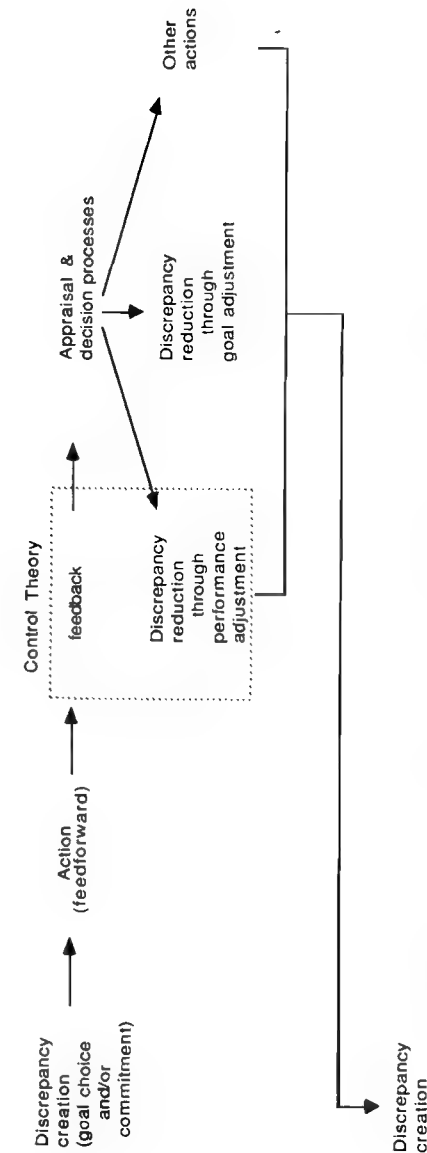 Discrepancy
creation
(goal choice
and/or
commitment)
Action
(feedforward)
Control Theory
feedback
Discrepancy
reduction
through
performance
adjustment
Appraisal &
decision processes
Discrepancy
reduction
through
goal adjustment
Other
actions
Discrepancy
creation